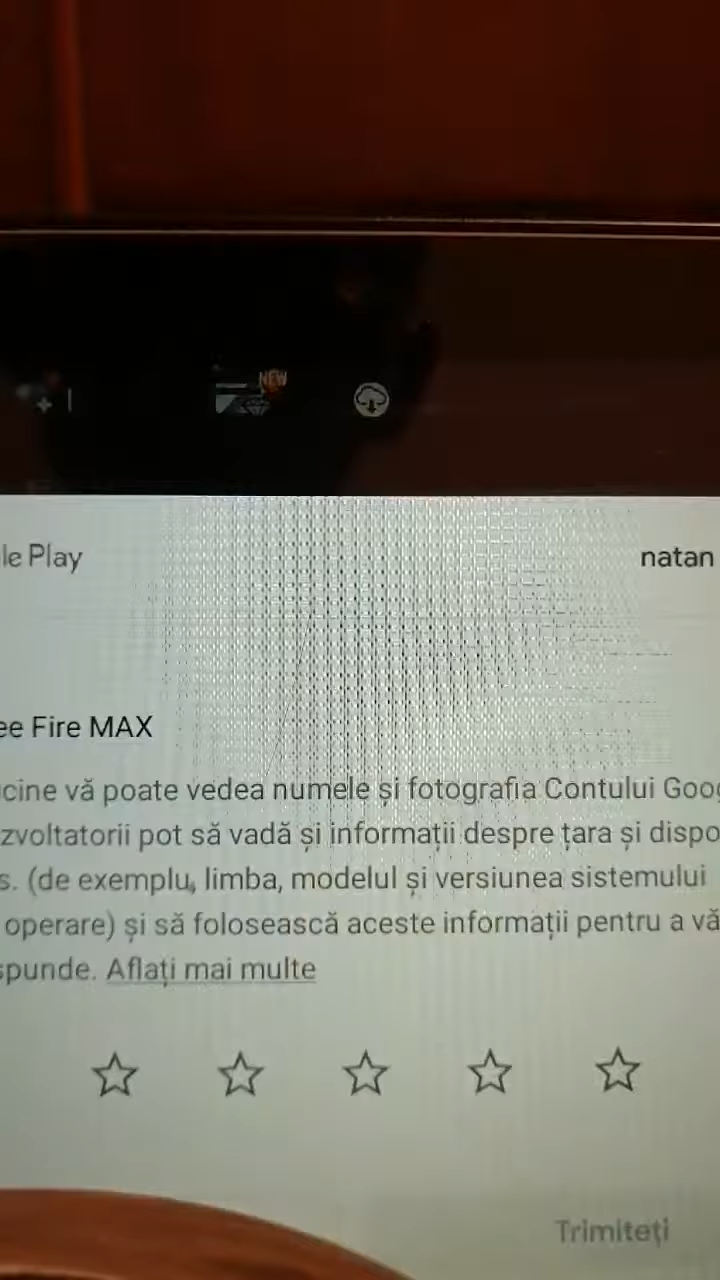 NEW
le Play
natan
ee Fire MAX
cine vă poate vedea numele și fotografia Contului Goog
zvoltatorii pot să vadă și informații despre țara și dispo
s. (de exemplu, limba, modelul și versiunea sistemului
operare) și să folosească aceste informații pentru a vă
spunde. Aflați mai multe
Trimiteți